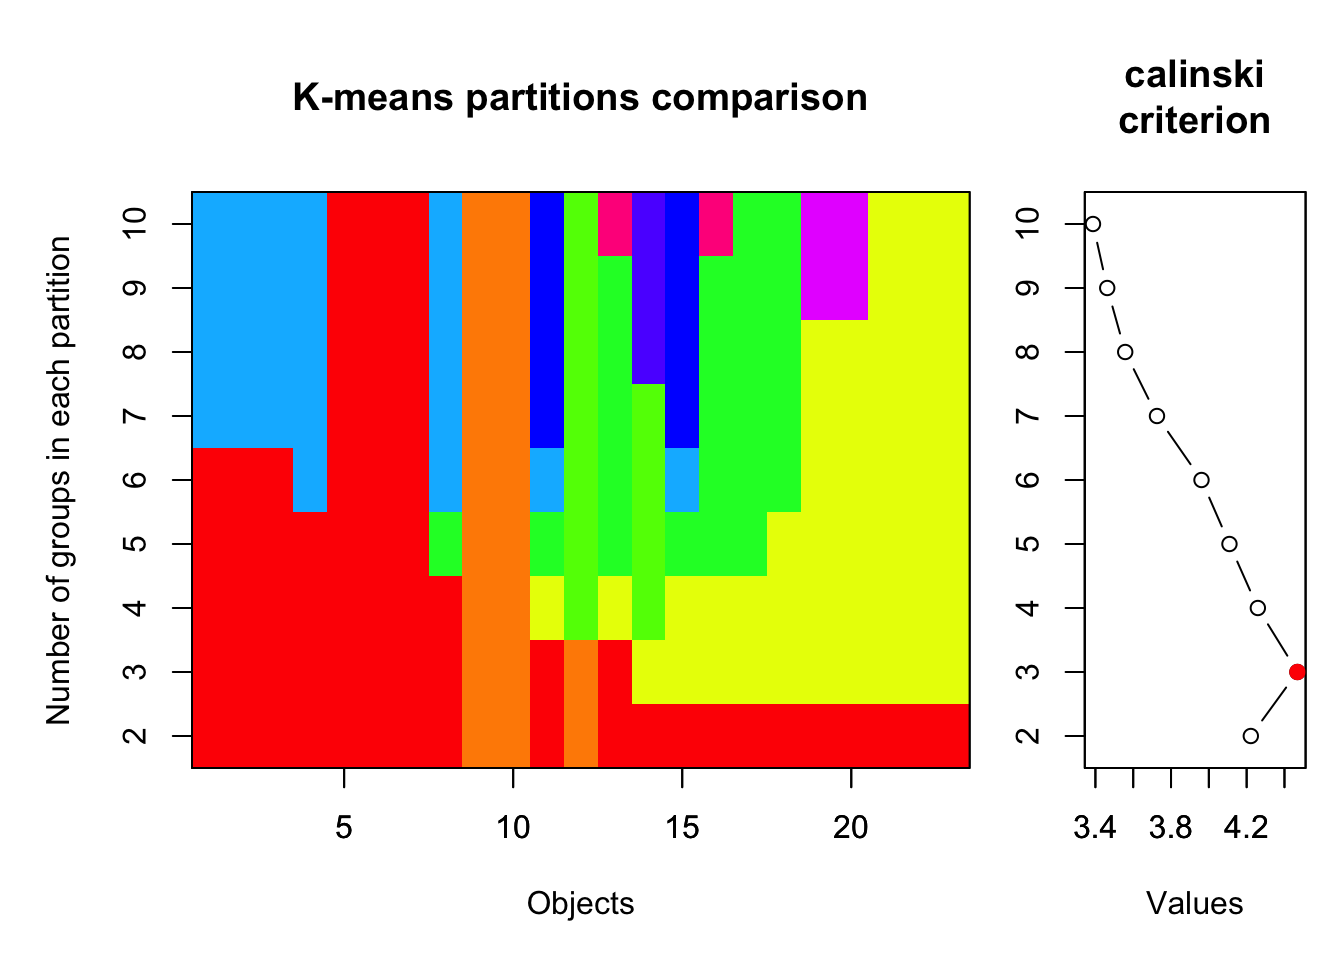 K-means partitions comparison
calinski
criterion
Number of groups in each partition
10
9
8
7
6
5
4
3
2
5 10 15 20
Objects
10
9
8
7
6
5
4
3
2
3.4 3.8 4.2
Values